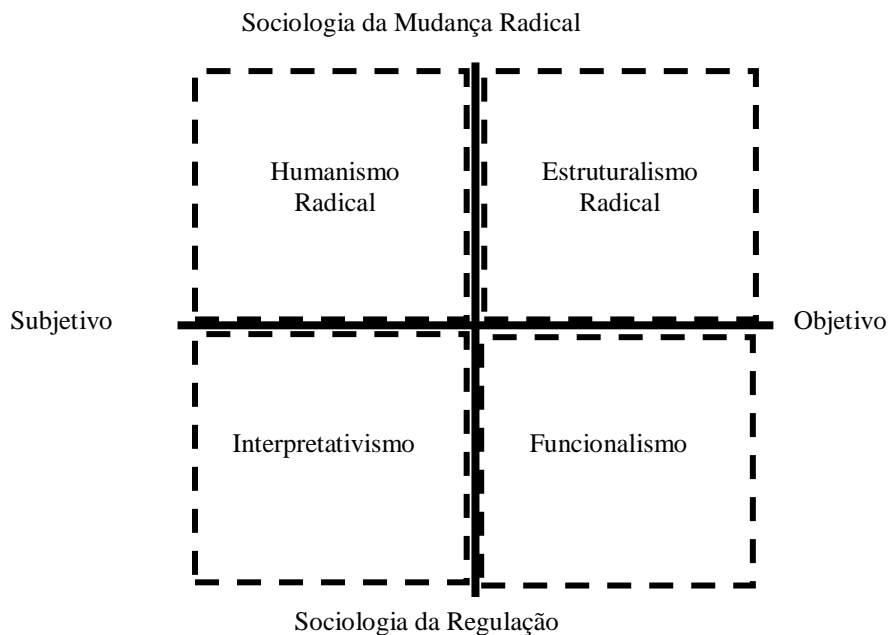 Sociologia da Mudança Radical
Humanismo
Radical
Estruturalismo
Radical
Subjetivo
Objetivo
Interpretativismo
Funcionalismo
Sociologia da Regulação